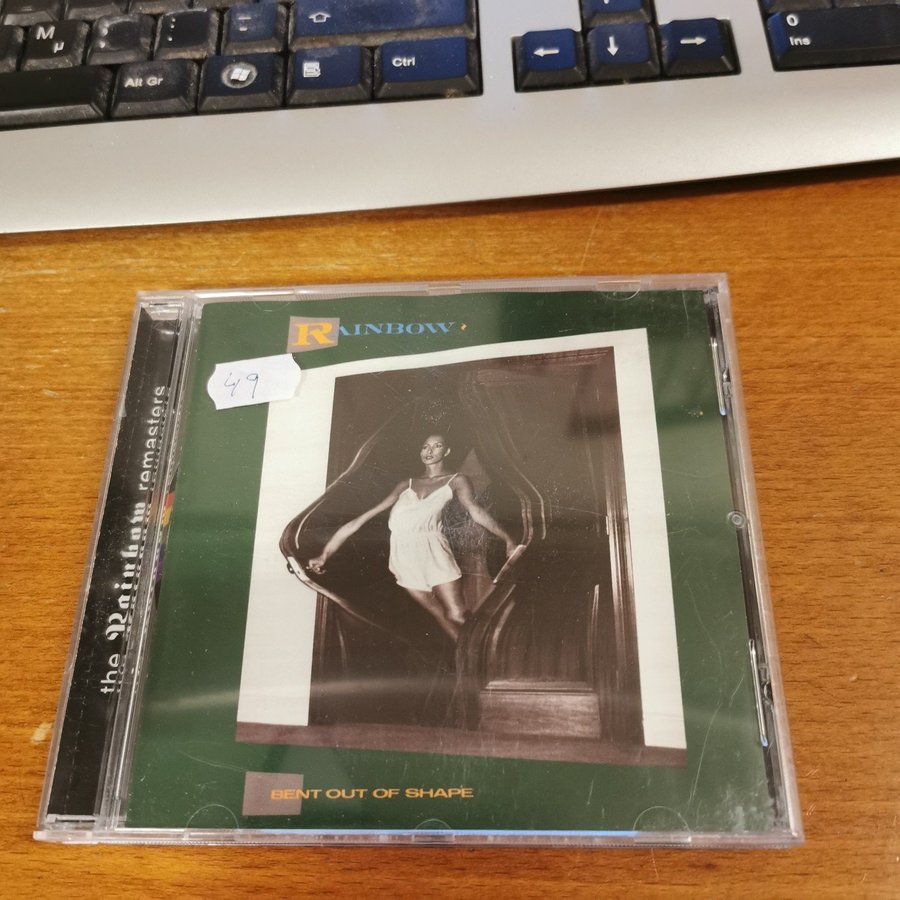 M
µ
Alt Gr
Ctrl
0
Ins
RAINBOW
49
the Rainbow remasters
BENT OUT OF SHAPE